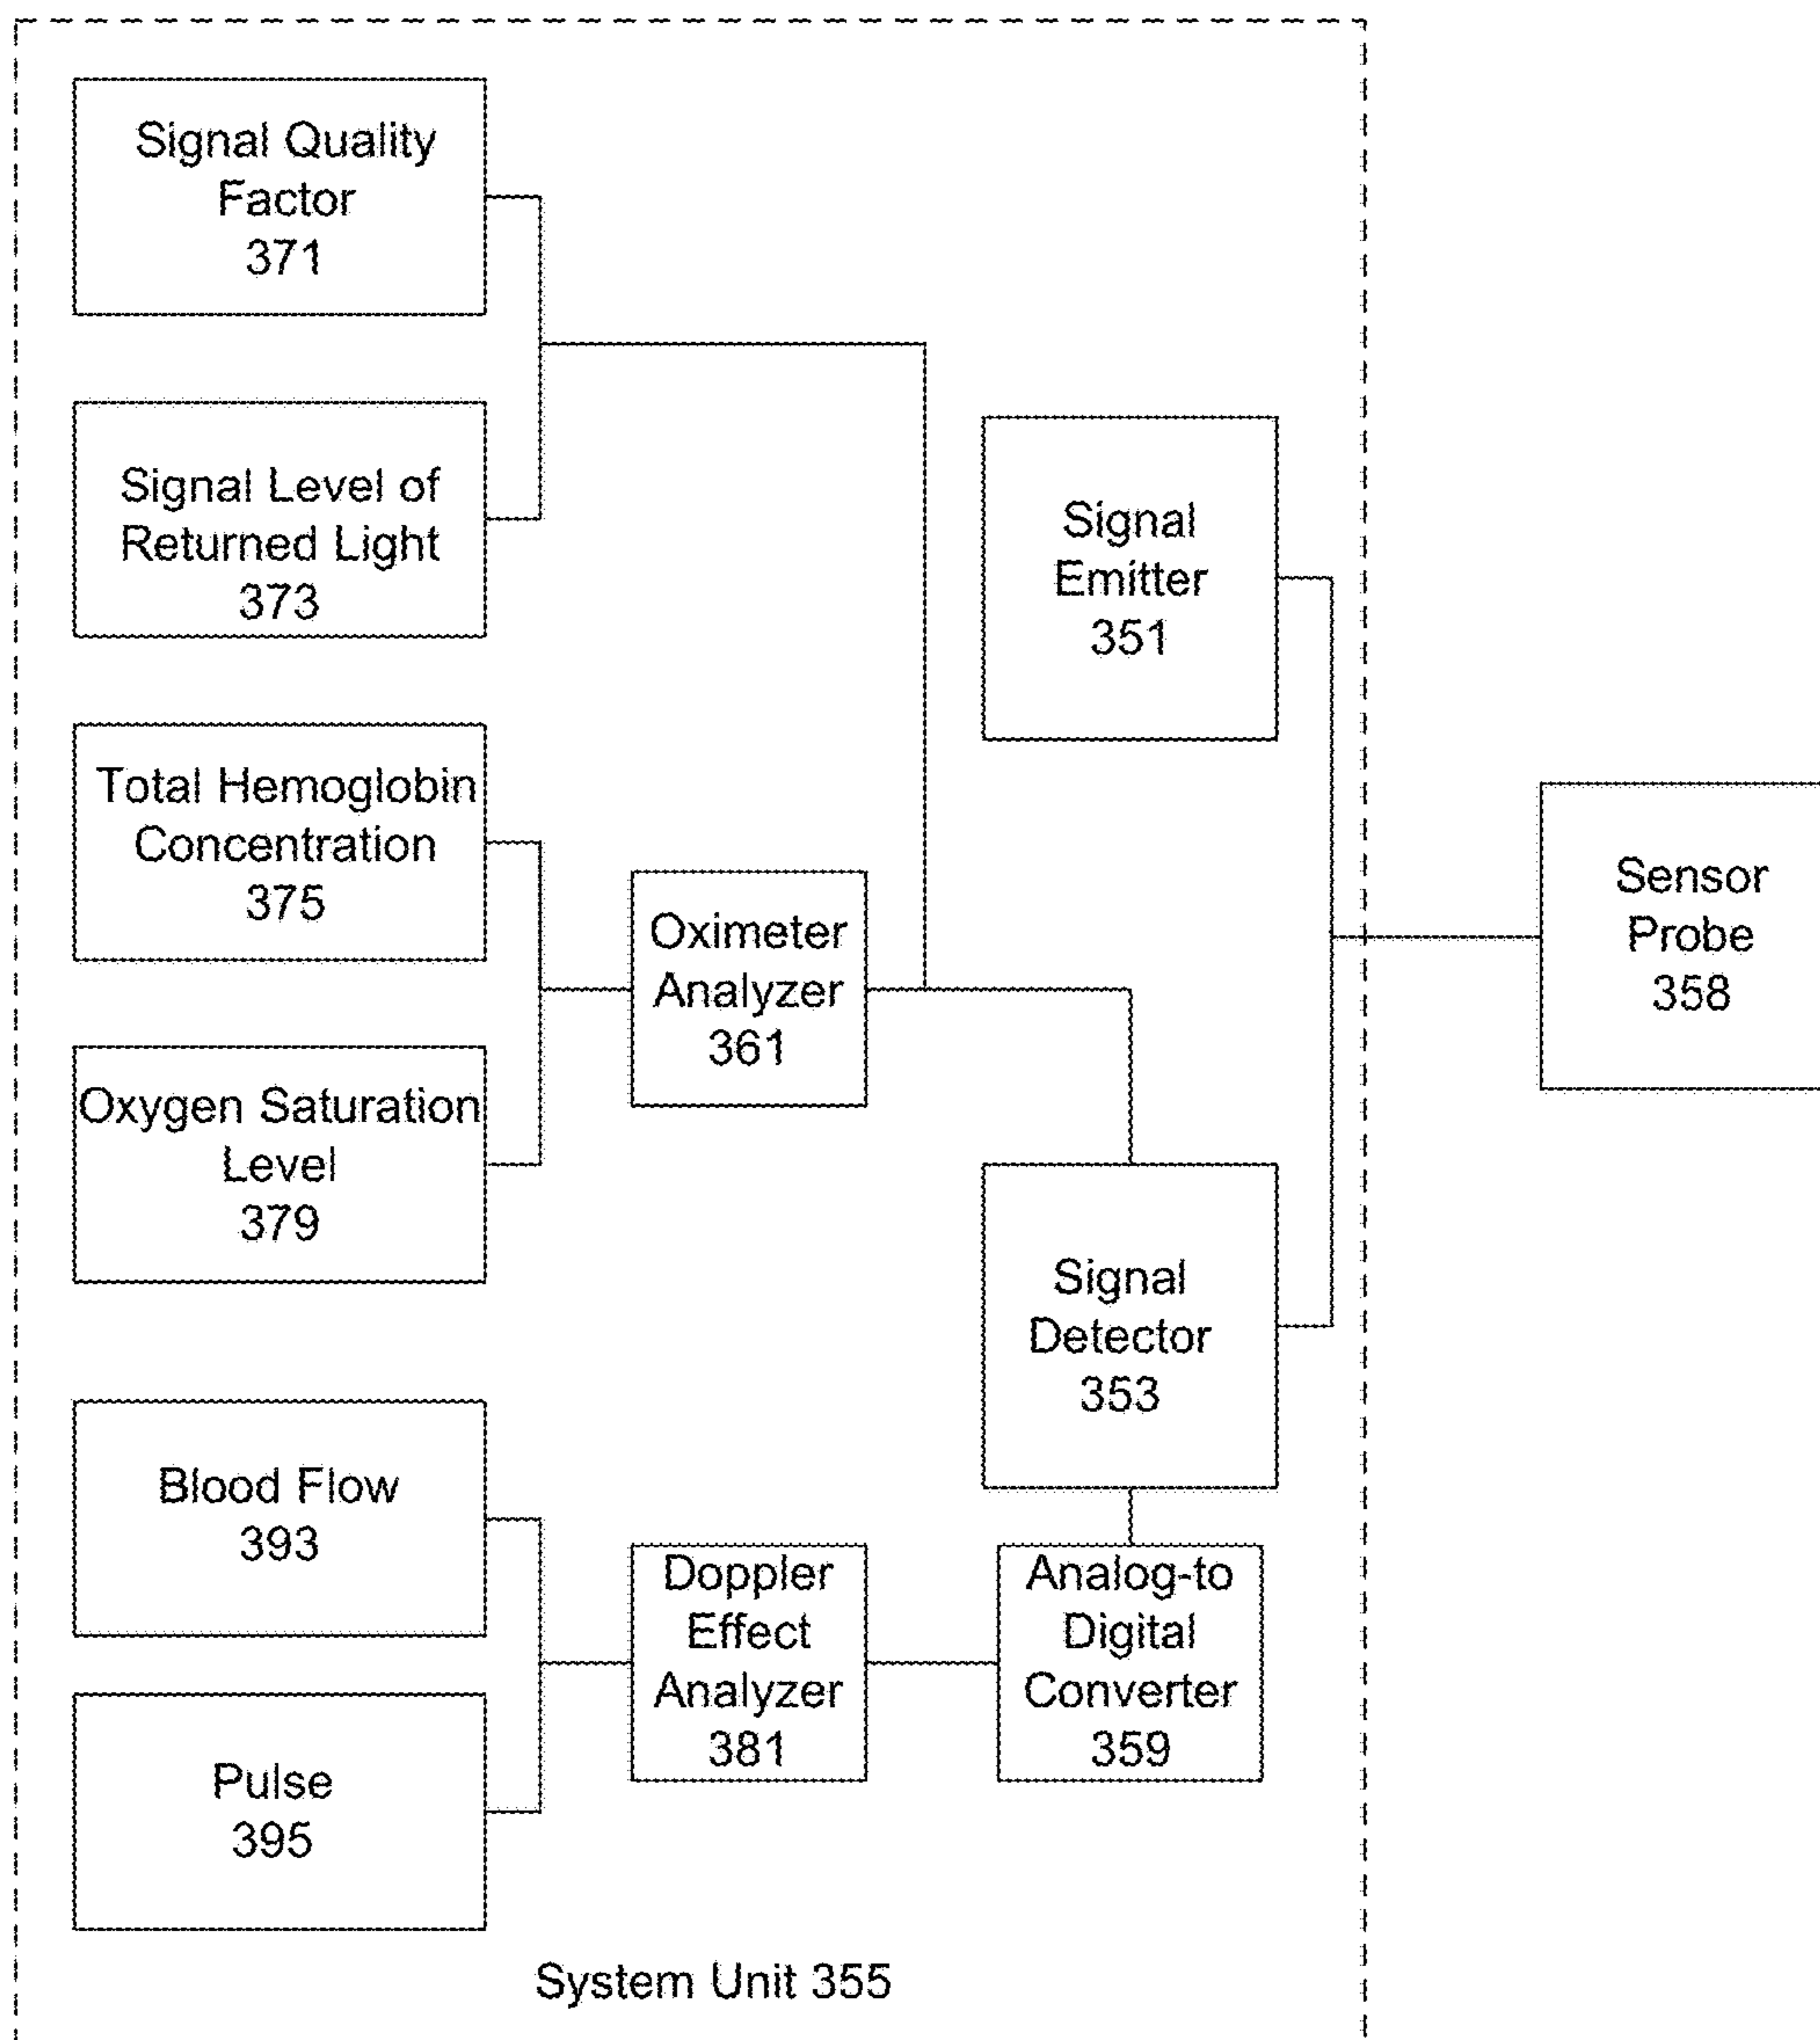 Signal Quality
Factor
371
Signal Level of
Returned Light
373
Signal
Emitter
351
Total Hemoglobin
Concentration
375
Oximeter
Analyzer
361
Sensor
Probe
358
Oxygen Saturation
Level
379
Signal
Detector
353
Blood Flow
393
Doppler
Effect
Analyzer
381
Analog-to
Digital
Converter
359
Pulse
395
System Unit 355